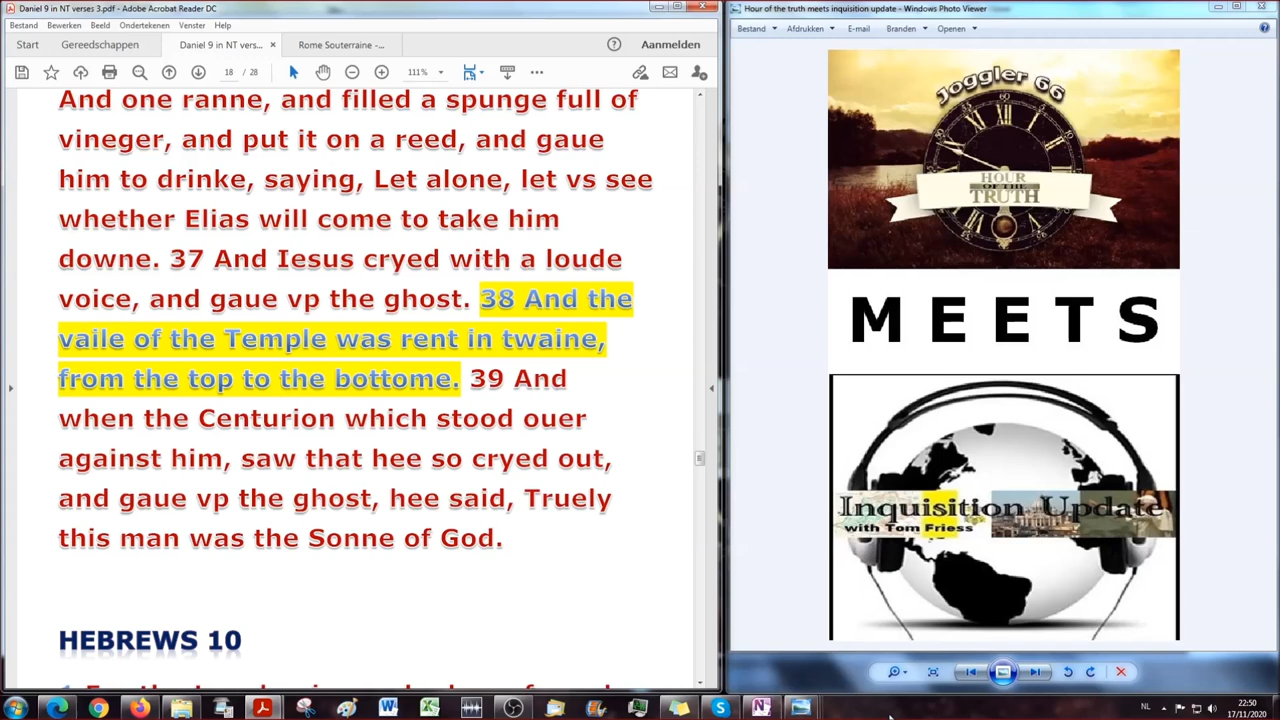 Daniel 9 in NT verses 3.pdf - Adobe Acrobat Reader DC
Bestand Bewerken Beeld Ondertekenen Venster Help
Start Gereedschappen Daniel 9 in NT vers... × Rome Souterraine -... Aanmelden
18 / 28 111%
And one ranne, and filled a spunge full of
vineger, and put it on a reed, and gaue
him to drinke, saying, Let alone, let vs see
whether Elias will come to take him
downe. 37 And Iesus cryed with a loude
voice, and gaue vp the ghost. 38 And the
vaile of the Temple was rent in twaine,
from the top to the bottome. 39 And
when the Centurion which stood ouer
against him, saw that hee so cryed out,
and gaue vp the ghost, hee said, Truely
this man was the Sonne of God.
HEBREWS 10
Hour of the truth meets inquisition update - Windows Photo Viewer
Bestand Afdrukken E-mail Branden Openen
Joggler 66
HOUR
OF THE
TRUTH
MEETS
Inquisition Update
with Tom Friess
NL 22:50
17/11/2020